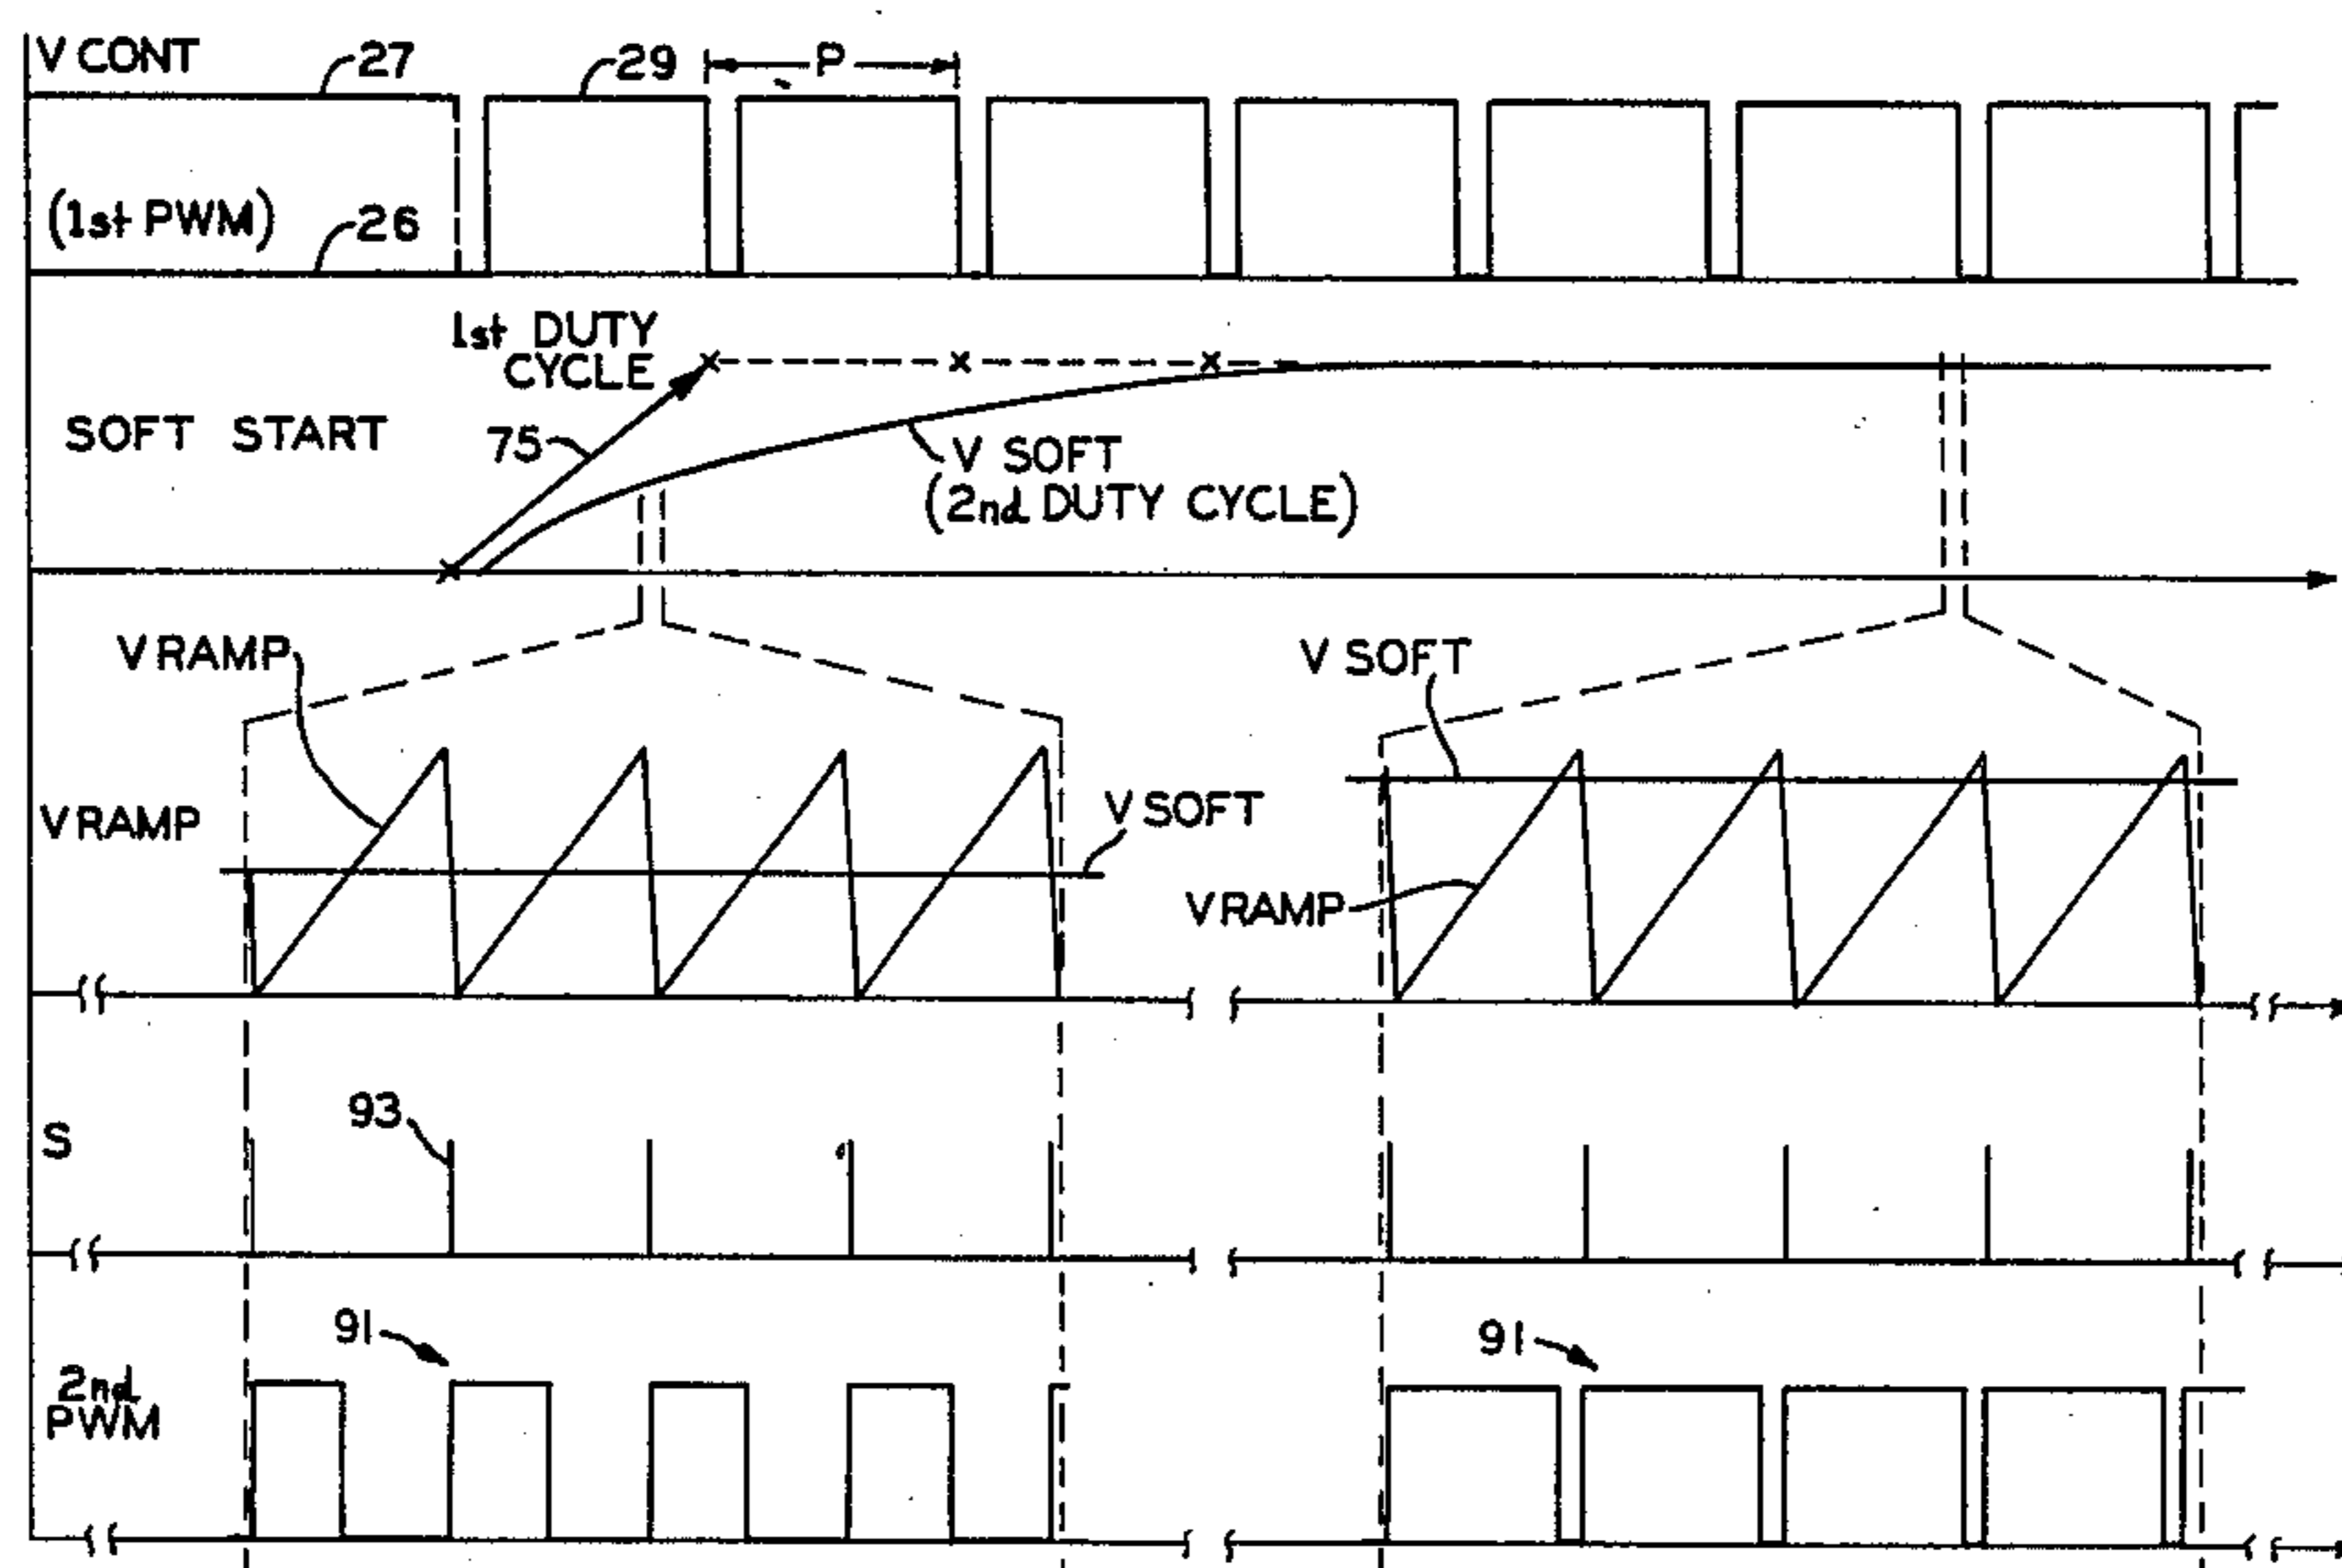 V CONT
27
29
P
(1st PWM)
26
1st DUTY
CYCLE
SOFT START
75
V SOFT
(2nd DUTY CYCLE)
V RAMP
V SOFT
V RAMP
V SOFT
V RAMP
S
93
91
91
2nd
PWM